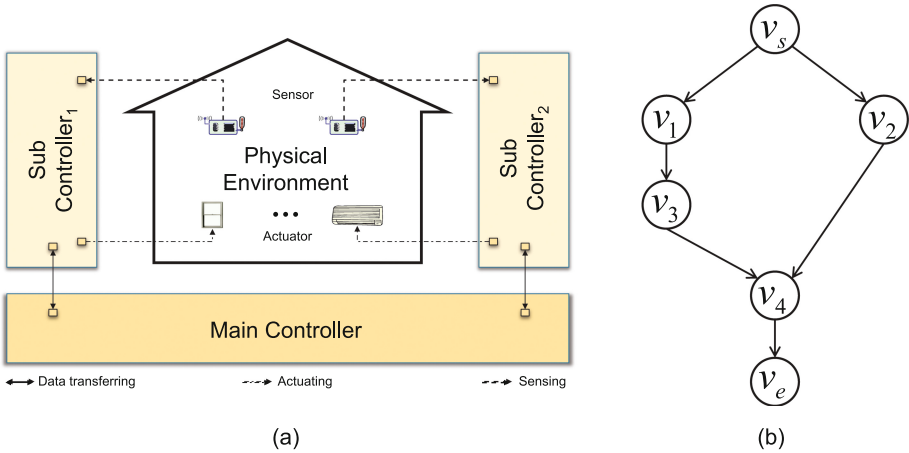 Sub
Controller1
Sensor
Physical
Environment
Actuator
Sub
Controller2
Main Controller
Data transferring
Actuating
Sensing
(a)
vs
v1
v2
v3
v4
ve
(b)